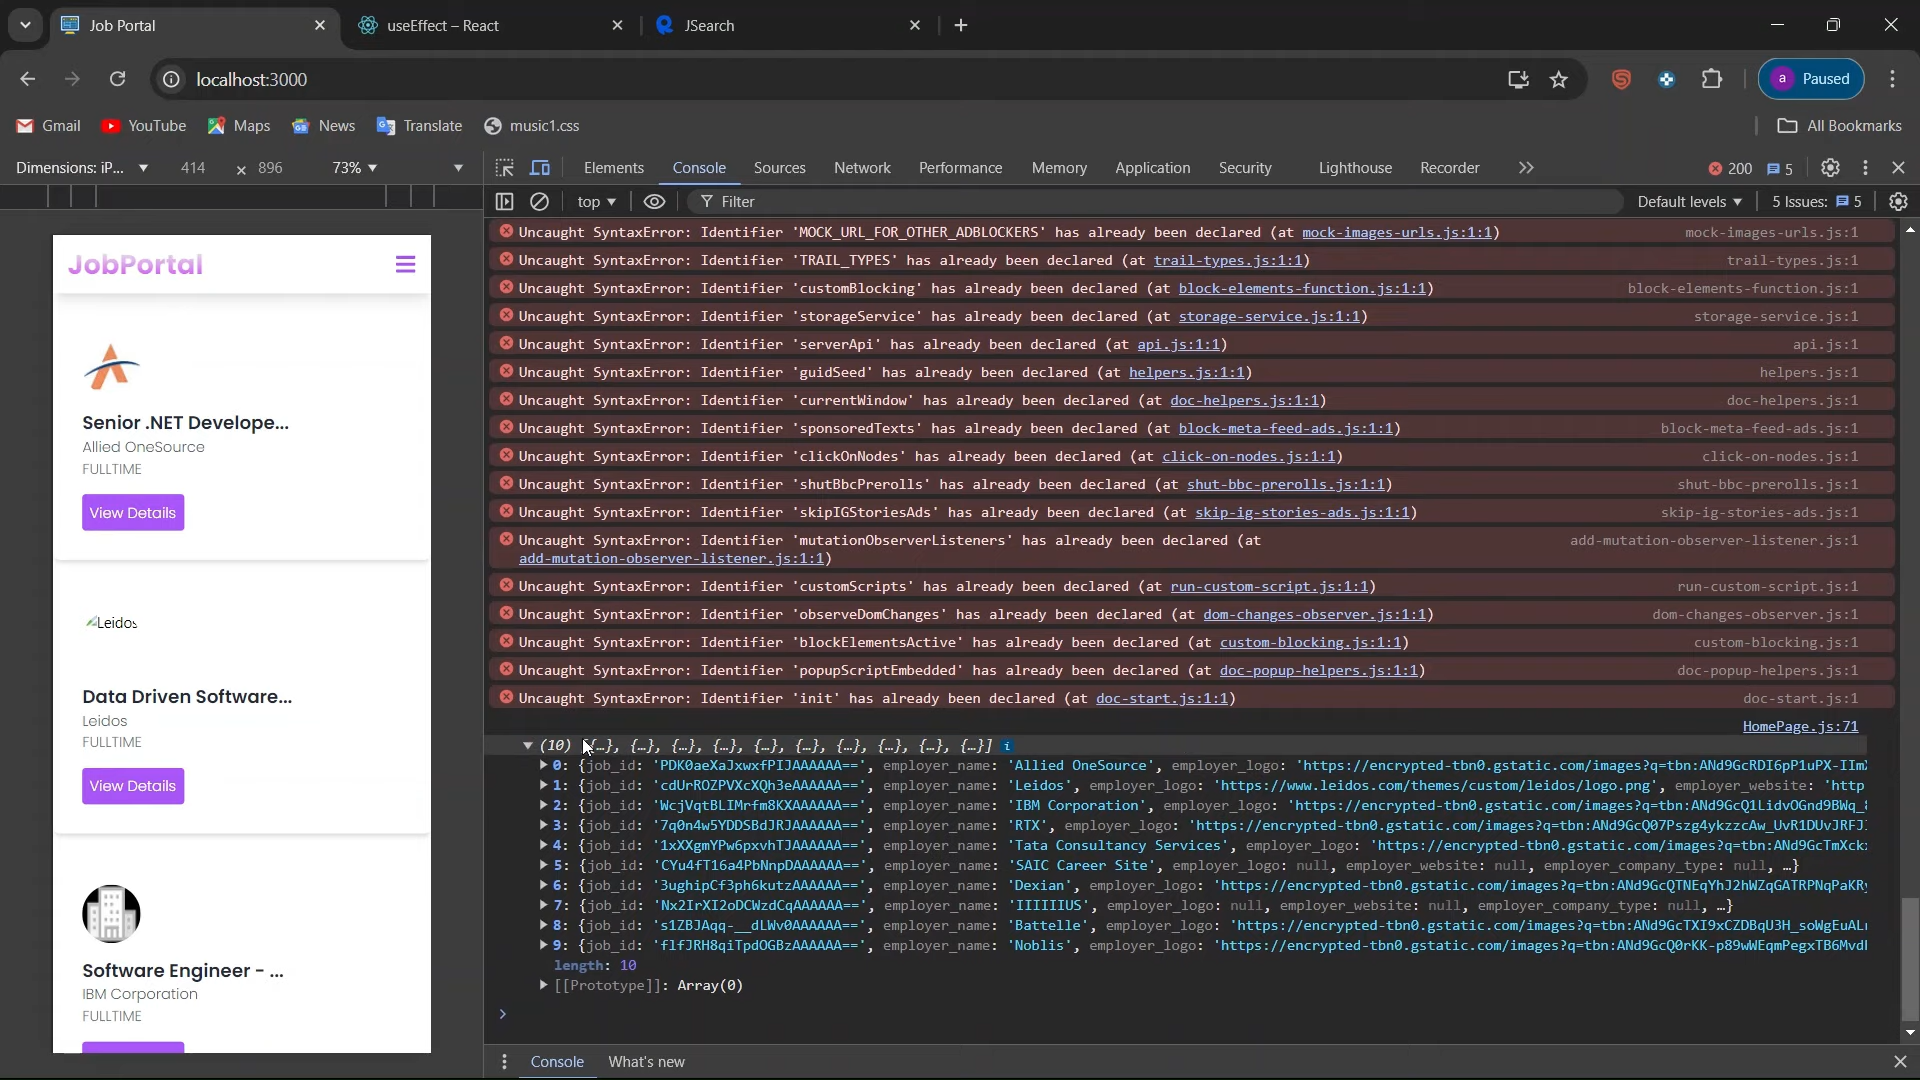 Job Portal
useEffect – React
JSearch
localhost:3000
a Paused
Gmail YouTube Maps News Translate music1.css
All Bookmarks
Dimensions: iP... 414 × 896 73%
Elements Console Sources Network Performance Memory Application Security Lighthouse Recorder
200 5
top Filter Default levels 5 Issues: 5
JobPortal
Senior .NET Develope...
Allied OneSource
FULLTIME
View Details
Leidos
Data Driven Software...
Leidos
FULLTIME
View Details
Software Engineer - ...
IBM Corporation
FULLTIME
Uncaught SyntaxError: Identifier 'MOCK_URL_FOR_OTHER_ADBLOCKERS' has already been declared (at mock-images-urls.js:1:1) mock-images-urls.js:1
Uncaught SyntaxError: Identifier 'TRAIL_TYPES' has already been declared (at trail-types.js:1:1) trail-types.js:1
Uncaught SyntaxError: Identifier 'customBlocking' has already been declared (at block-elements-function.js:1:1) block-elements-function.js:1
Uncaught SyntaxError: Identifier 'storageService' has already been declared (at storage-service.js:1:1) storage-service.js:1
Uncaught SyntaxError: Identifier 'serverApi' has already been declared (at api.js:1:1) api.js:1
Uncaught SyntaxError: Identifier 'guidSeed' has already been declared (at helpers.js:1:1) helpers.js:1
Uncaught SyntaxError: Identifier 'currentWindow' has already been declared (at doc-helpers.js:1:1) doc-helpers.js:1
Uncaught SyntaxError: Identifier 'sponsoredTexts' has already been declared (at block-meta-feed-ads.js:1:1) block-meta-feed-ads.js:1
Uncaught SyntaxError: Identifier 'clickOnNodes' has already been declared (at click-on-nodes.js:1:1) click-on-nodes.js:1
Uncaught SyntaxError: Identifier 'shutBbcPrerolls' has already been declared (at shut-bbc-prerolls.js:1:1) shut-bbc-prerolls.js:1
Uncaught SyntaxError: Identifier 'skipIGStoriesAds' has already been declared (at skip-ig-stories-ads.js:1:1) skip-ig-stories-ads.js:1
Uncaught SyntaxError: Identifier 'mutationObserverListeners' has already been declared (at add-mutation-observer-listener.js:1
add-mutation-observer-listener.js:1:1)
Uncaught SyntaxError: Identifier 'customScripts' has already been declared (at run-custom-script.js:1:1) run-custom-script.js:1
Uncaught SyntaxError: Identifier 'observeDomChanges' has already been declared (at dom-changes-observer.js:1:1) dom-changes-observer.js:1
Uncaught SyntaxError: Identifier 'blockElementsActive' has already been declared (at custom-blocking.js:1:1) custom-blocking.js:1
Uncaught SyntaxError: Identifier 'popupScriptEmbedded' has already been declared (at doc-popup-helpers.js:1:1) doc-popup-helpers.js:1
Uncaught SyntaxError: Identifier 'init' has already been declared (at doc-start.js:1:1) doc-start.js:1
HomePage.js:71
(10) [{…}, {…}, {…}, {…}, {…}, {…}, {…}, {…}, {…}, {…}] i
0: {job_id: 'PDK0aeXaJxwxfPIJAAAAAA==', employer_name: 'Allied OneSource', employer_logo: 'https://encrypted-tbn0.gstatic.com/images?q=tbn:ANd9GcRDI6pP1uPX-IIm
1: {job_id: 'cdUrROZPVXcXQh3eAAAAAA==', employer_name: 'Leidos', employer_logo: 'https://www.leidos.com/themes/custom/leidos/logo.png', employer_website: 'http
2: {job_id: 'WcjVqtBLIMrfm8KXAAAAAA==', employer_name: 'IBM Corporation', employer_logo: 'https://encrypted-tbn0.gstatic.com/images?q=tbn:ANd9GcQ1LidvOGnd9BWq_
3: {job_id: '7q0n4w5YDDSBdJRJAAAAAA==', employer_name: 'RTX', employer_logo: 'https://encrypted-tbn0.gstatic.com/images?q=tbn:ANd9GcQ07Pszg4ykzzcAw_UvR1DUvJRFJ
4: {job_id: '1xXXgmYPw6pxvhTJAAAAAA==', employer_name: 'Tata Consultancy Services', employer_logo: 'https://encrypted-tbn0.gstatic.com/images?q=tbn:ANd9GcTmXck
5: {job_id: 'CYu4fT16a4PbNnpDAAAAAA==', employer_name: 'SAIC Career Site', employer_logo: null, employer_website: null, employer_company_type: null, …}
6: {job_id: '3ughipCf3ph6kutzAAAAAA==', employer_name: 'Dexian', employer_logo: 'https://encrypted-tbn0.gstatic.com/images?q=tbn:ANd9GcQTNEqYhJ2hWZqGATRPNqPaKR
7: {job_id: 'Nx2IrXI2oDCWzdCqAAAAAA==', employer_name: 'IIIIIIUS', employer_logo: null, employer_website: null, employer_company_type: null, …}
8: {job_id: 's1ZBJAqq-__dLWv0AAAAAA==', employer_name: 'Battelle', employer_logo: 'https://encrypted-tbn0.gstatic.com/images?q=tbn:ANd9GcTXI9xCZDBqU3H_soWgEuAL
9: {job_id: 'f1fJRH8qiTpdOGBzAAAAAA==', employer_name: 'Noblis', employer_logo: 'https://encrypted-tbn0.gstatic.com/images?q=tbn:ANd9GcQ0rKK-p89wWEqmPegxTB6Mvd
length: 10
[[Prototype]]: Array(0)
Console What's new